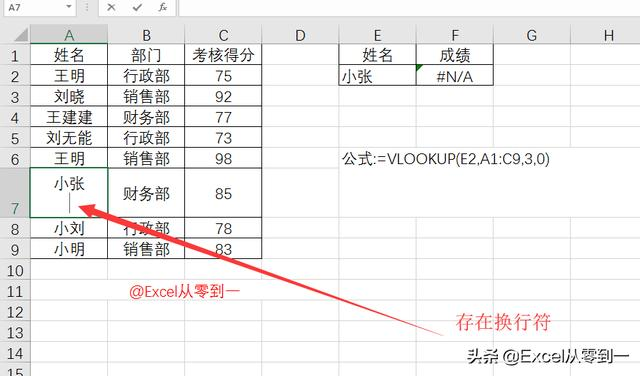 A7
fx
A B C D E F G H
1 姓名 部门 考核得分 姓名 成绩
2 王明 行政部 75 小张 #N/A
3 刘晓 销售部 92
4 王建建 财务部 77
5 刘无能 行政部 73
6 王明 销售部 98 公式:=VLOOKUP(E2,A1:C9,3,0)
7 小张 财务部 85
8 小刘 行政部 78
9 小明 销售部 83
10
11 @Excel从零到一
12 存在换行符
13
14 头条 @Excel从零到一
15